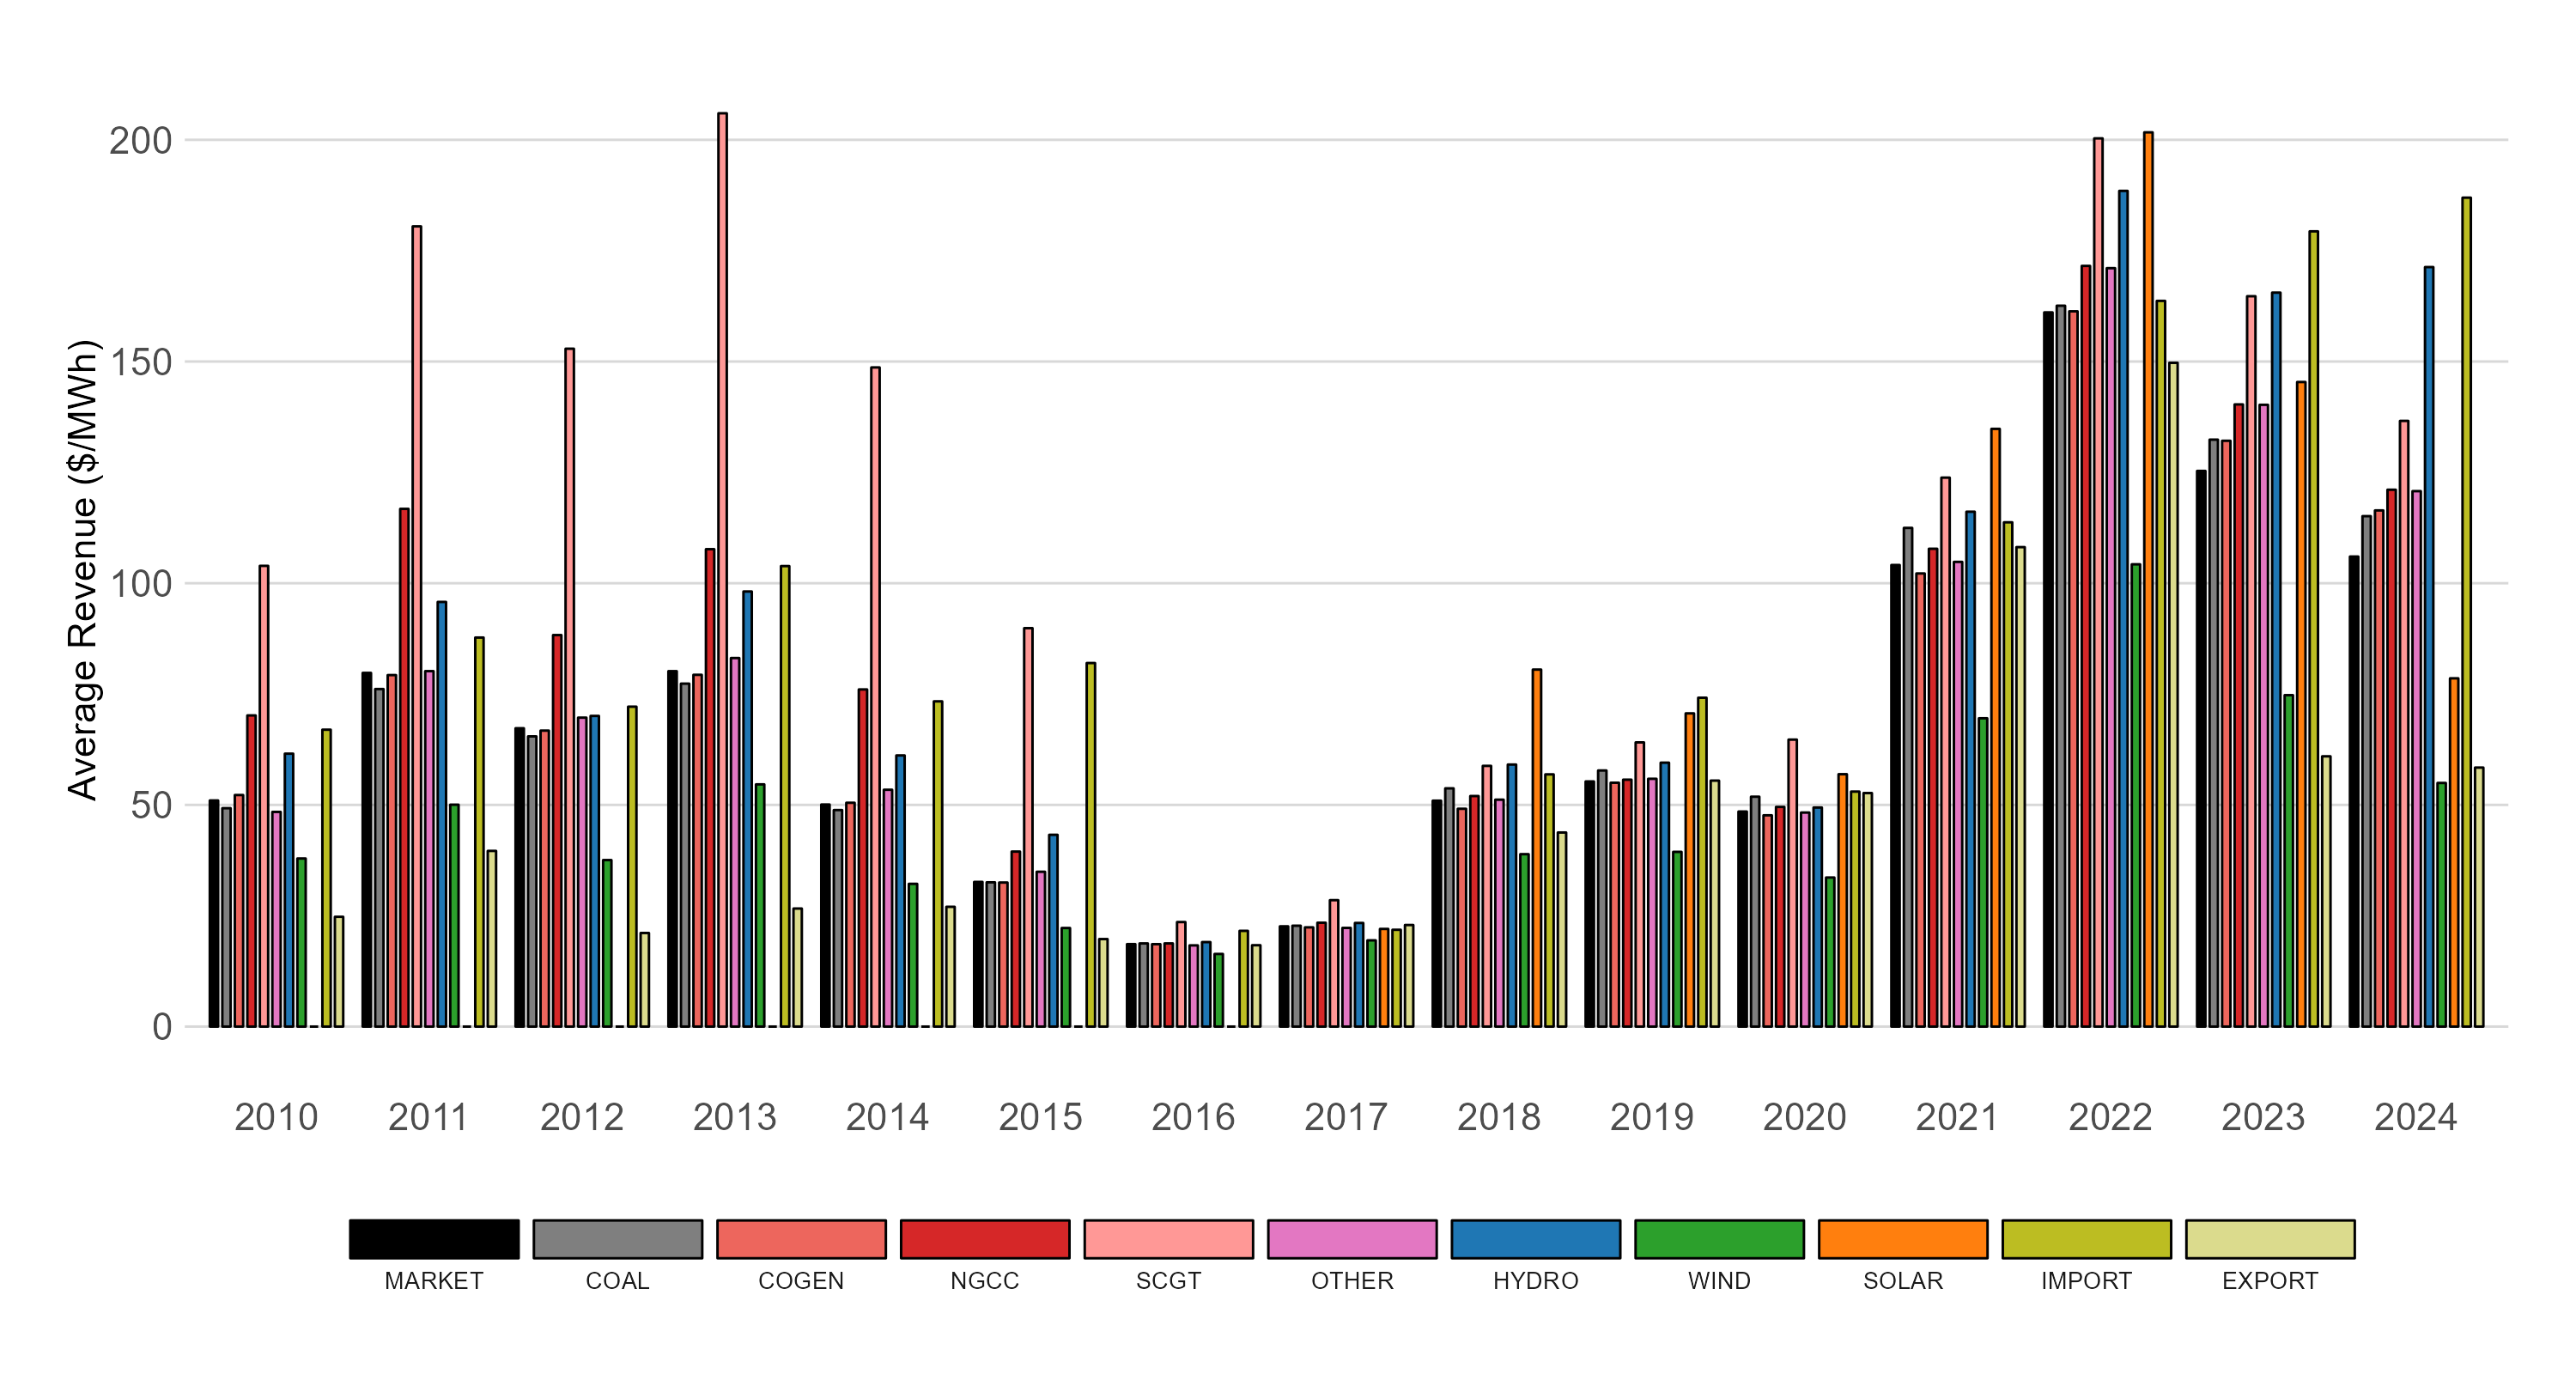 Average Revenue ($/MWh)
200
150
100
50
0
2010 2011 2012 2013 2014 2015 2016 2017 2018 2019 2020 2021 2022 2023 2024
MARKET COAL COGEN NGCC SCGT OTHER HYDRO WIND SOLAR IMPORT EXPORT